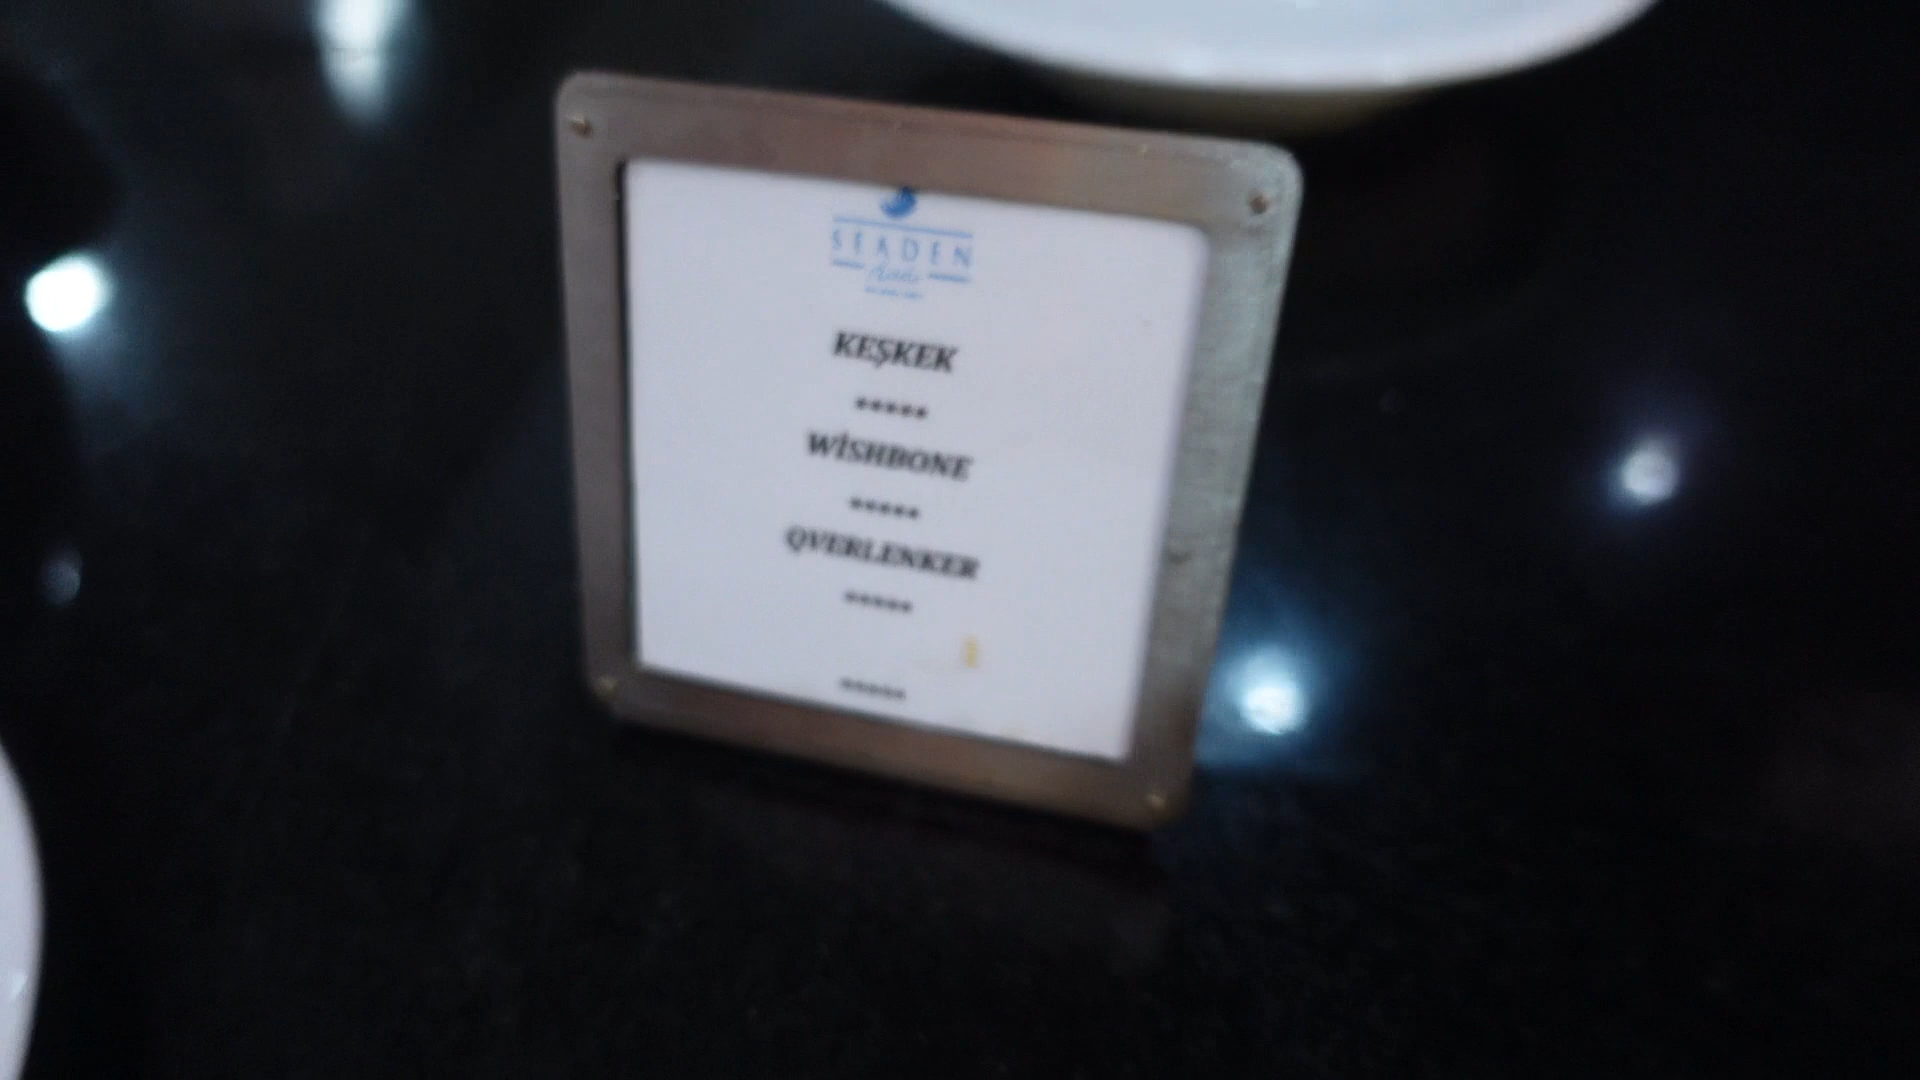 SEADEN
KEŞKEK
*****
WİSHBONE
*****
QVERLENKER
*****
*****